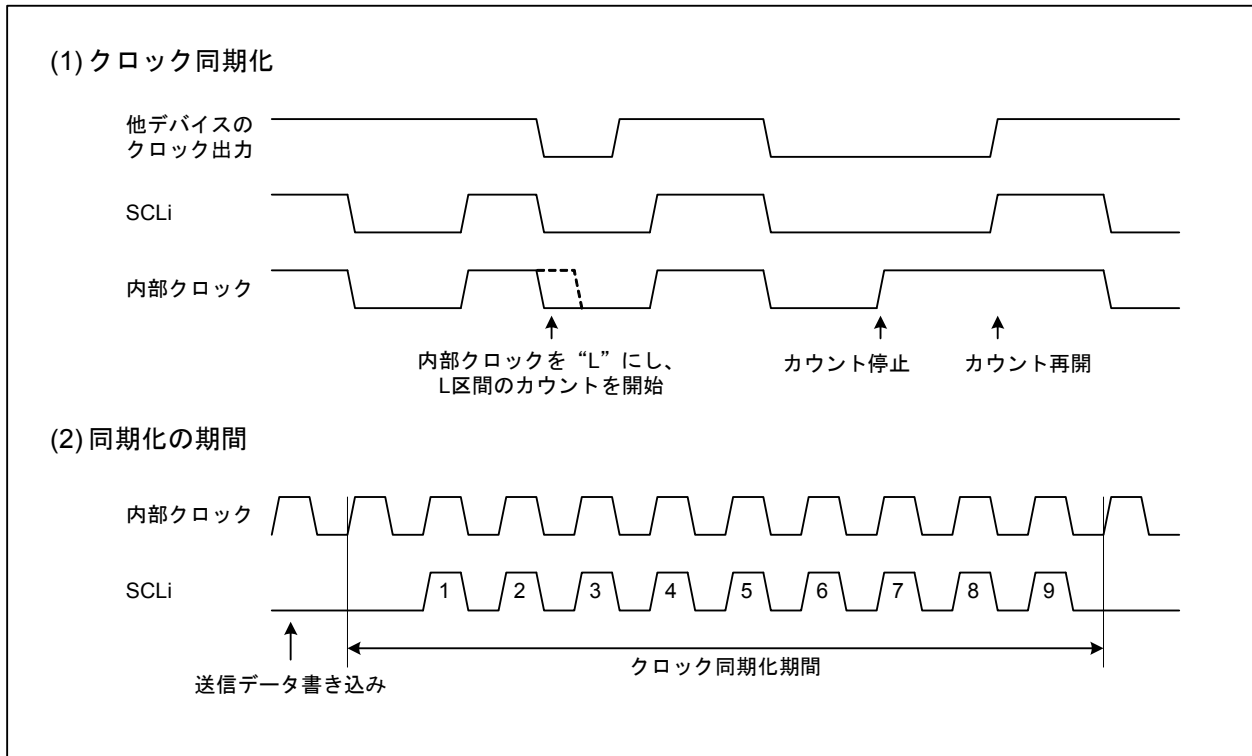 (1) クロック同期化
他デバイスの
クロック出力
SCLi
内部クロック
内部クロックを“L”にし、
L区間のカウントを開始
カウント停止
カウント再開
(2) 同期化の期間
内部クロック
SCLi
1 2 3 4 5 6 7 8 9
クロック同期化期間
送信データ書き込み